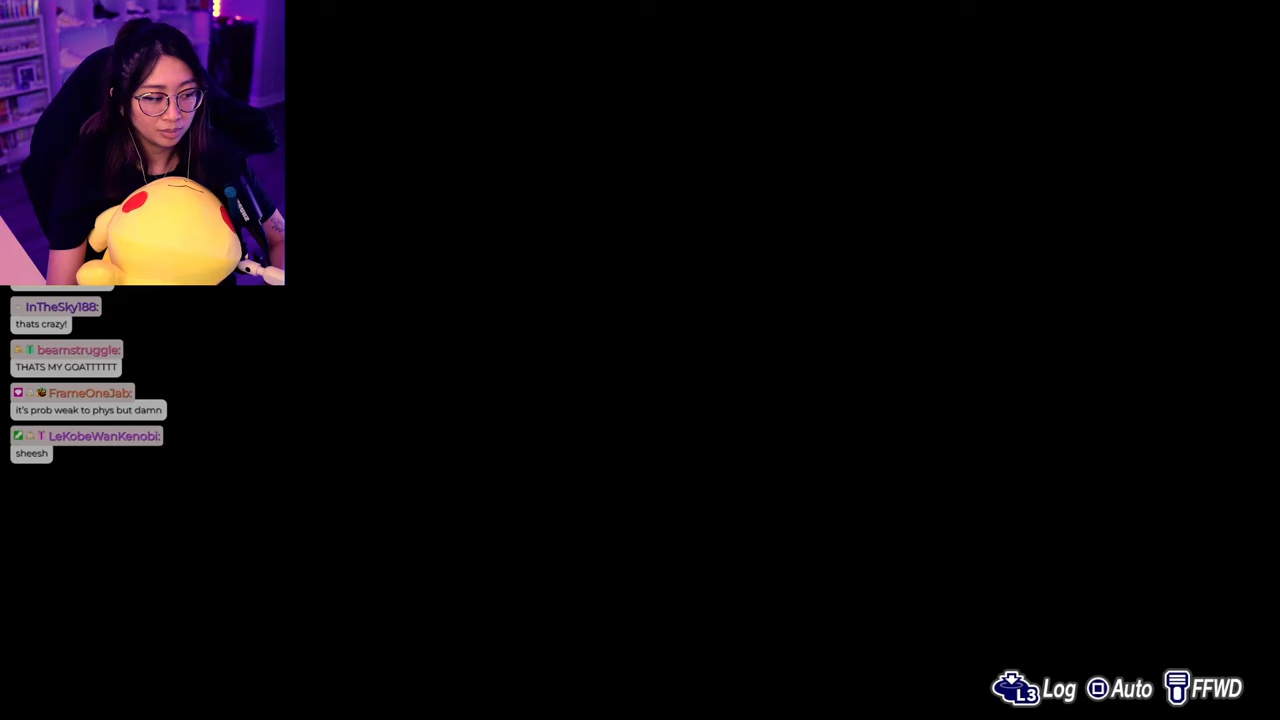 InTheSky188:
thats crazy!
beamstruggle:
THATS MY GOATTTTTT
FrameOneJab:
it's prob weak to phys but damn
LeKobeWanKenobi:
sheesh
L3 Log Auto FFWD